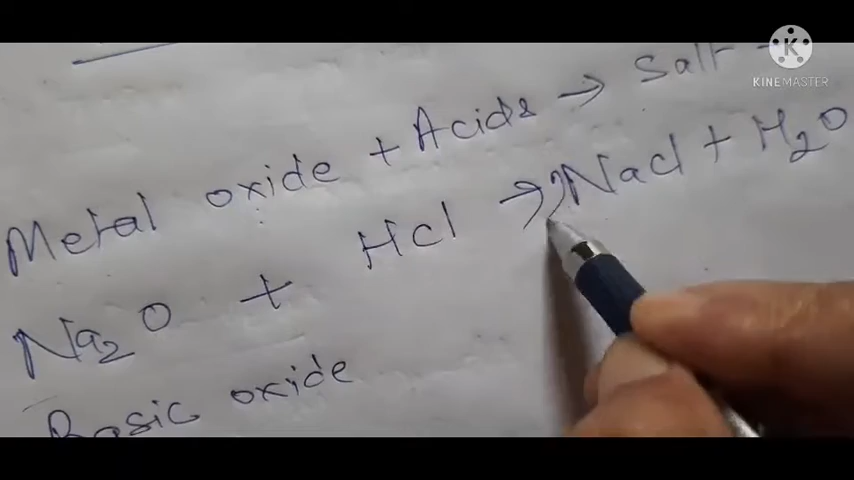 Metal oxide + Acids → Salt
Na2O + HCl → NaCl + H2O
Basic oxide
KINEMASTER